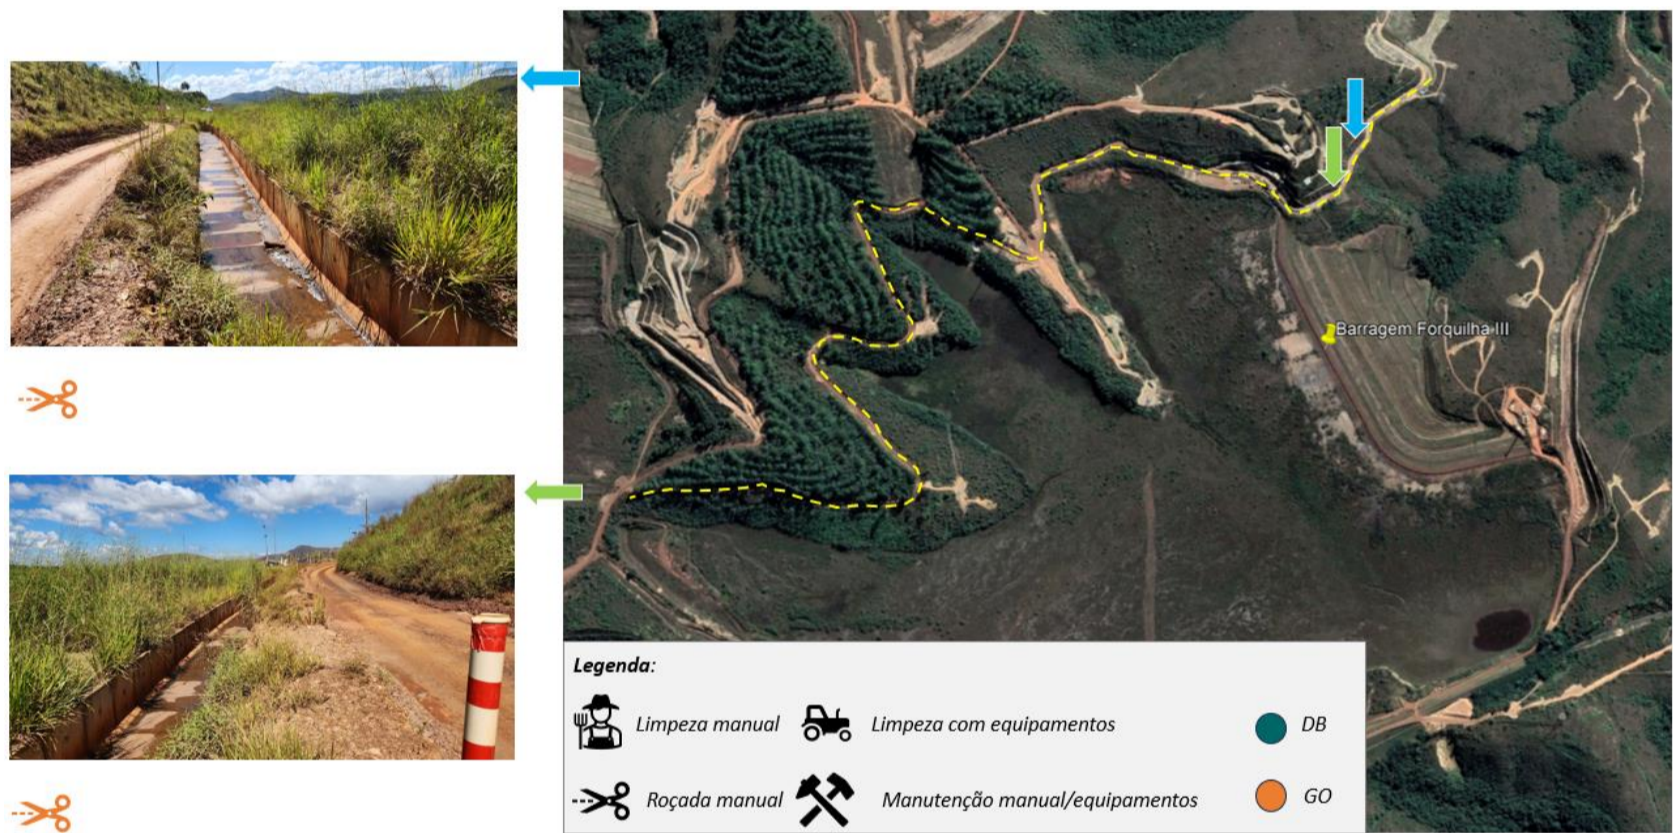 Barragem Forquilha III
Legenda:
Limpeza manual
Limpeza com equipamentos
DB
Roçada manual
Manutenção manual/equipamentos
GO